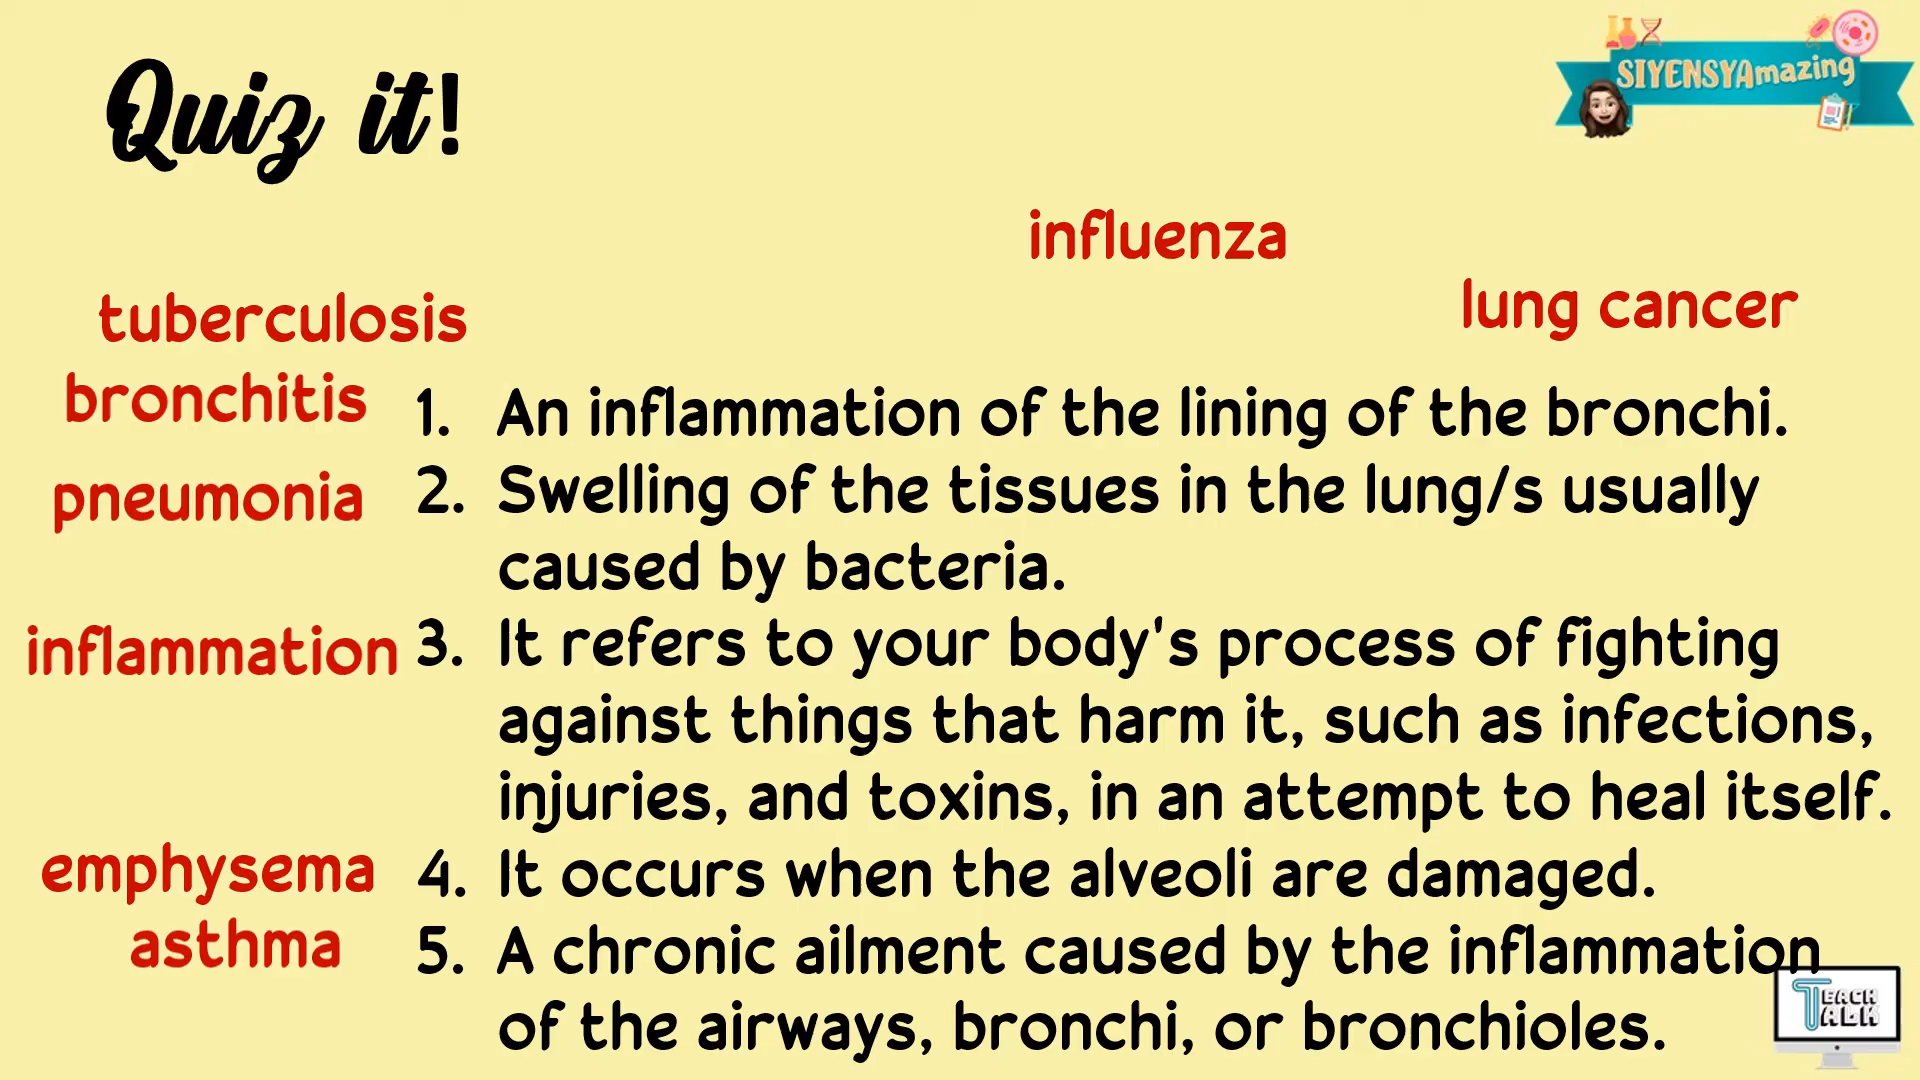 Quiz it!
SIYENSYAmazing
influenza
lung cancer
tuberculosis
bronchitis
1. An inflammation of the lining of the bronchi.
pneumonia
2. Swelling of the tissues in the lung/s usually
caused by bacteria.
inflammation
3. It refers to your body's process of fighting
against things that harm it, such as infections,
injuries, and toxins, in an attempt to heal itself.
emphysema
4. It occurs when the alveoli are damaged.
asthma
5. A chronic ailment caused by the inflammation
of the airways, bronchi, or bronchioles.
TEACH
TALK